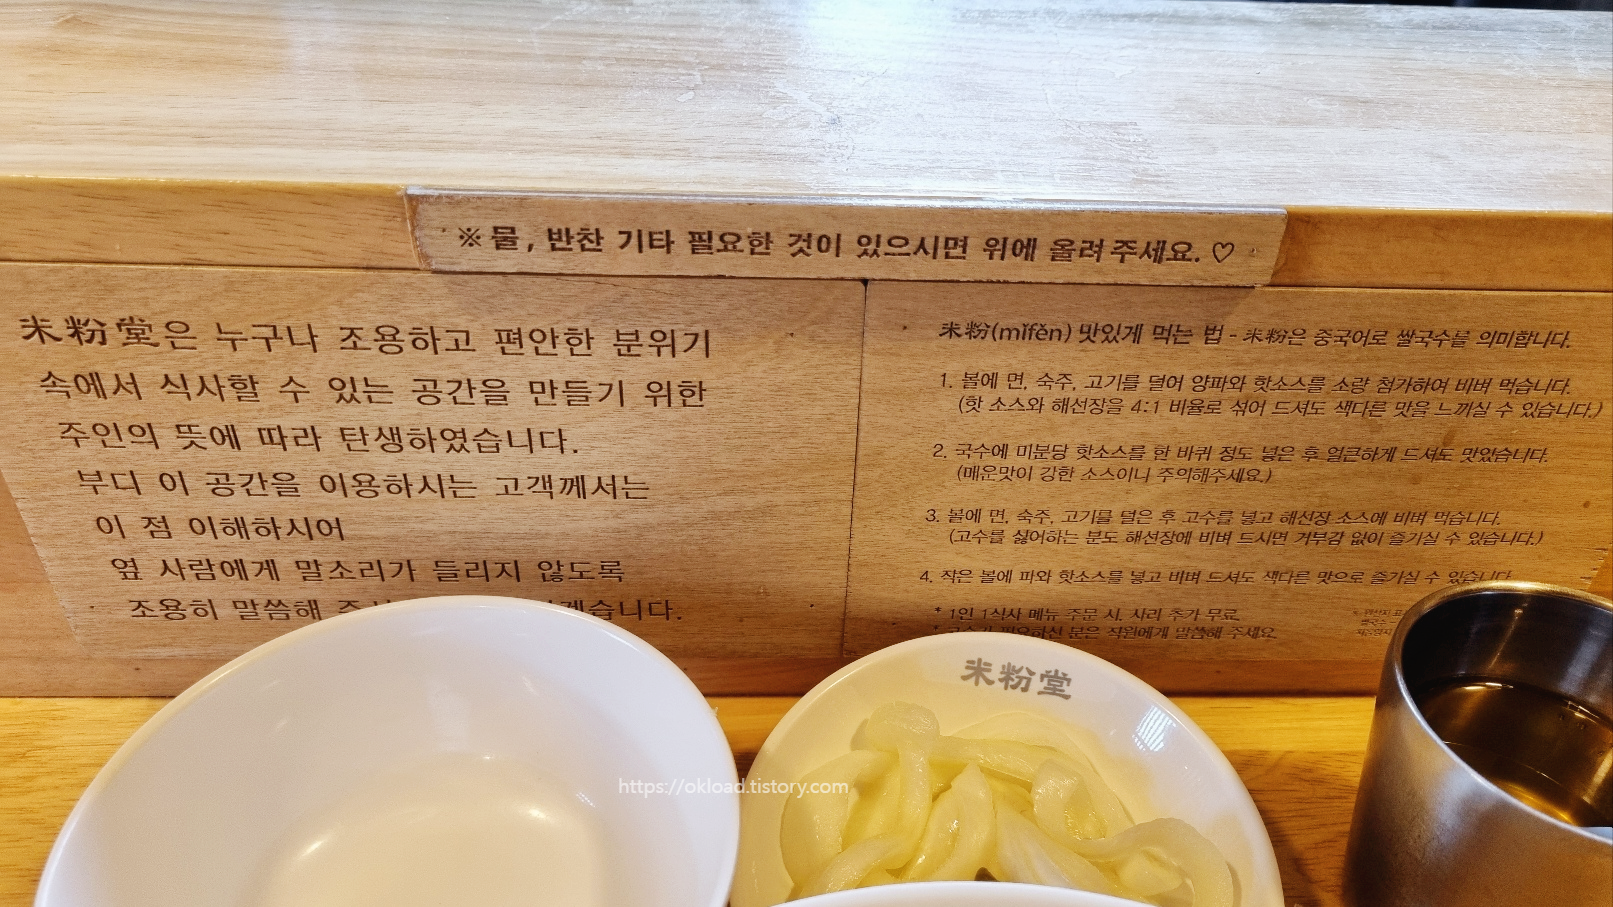 ※ 물, 반찬 기타 필요한 것이 있으시면 위에 올려 주세요. ♡
米粉堂은 누구나 조용하고 편안한 분위기
속에서 식사할 수 있는 공간을 만들기 위한
주인의 뜻에 따라 탄생하였습니다.
부디 이 공간을 이용하시는 고객께서는
이 점 이해하시어
옆 사람에게 말소리가 들리지 않도록
조용히 말씀해
米粉(mǐfěn) 맛있게 먹는 법 - 米粉은 중국어로 쌀국수를 의미합니다.
1. 볼에 면, 숙주, 고기를 덜어 양파와 핫소스를 소량 첨가하여 비벼 먹습니다.
(핫 소스와 해선장을 4:1 비율로 섞어 드셔도 색다른 맛을 느끼실 수 있습니다.)
2. 국수에 미분당 핫소스를 한 바퀴 정도 넣은 후 얼큰하게 드셔도 맛있습니다.
(매운맛이 강한 소스이니 주의해주세요.)
3. 볼에 면, 숙주, 고기를 덜은 후 고수를 넣고 해선장 소스에 비벼 먹습니다.
(고수를 싫어하는 분도 해선장에 비벼 드시면 거부감 없이 즐기실 수 있습니다.)
4. 작은 볼에 파와 핫소스를 넣고 비벼 드셔도 색다른 맛으로 즐기실 수 있습니다.
* 1인 1식사 메뉴 주문 시, 사리 추가 무료.
* 고수가 필요하신 분은 직원에게 말씀해 주세요.
米粉堂
https://okload.tistory.com